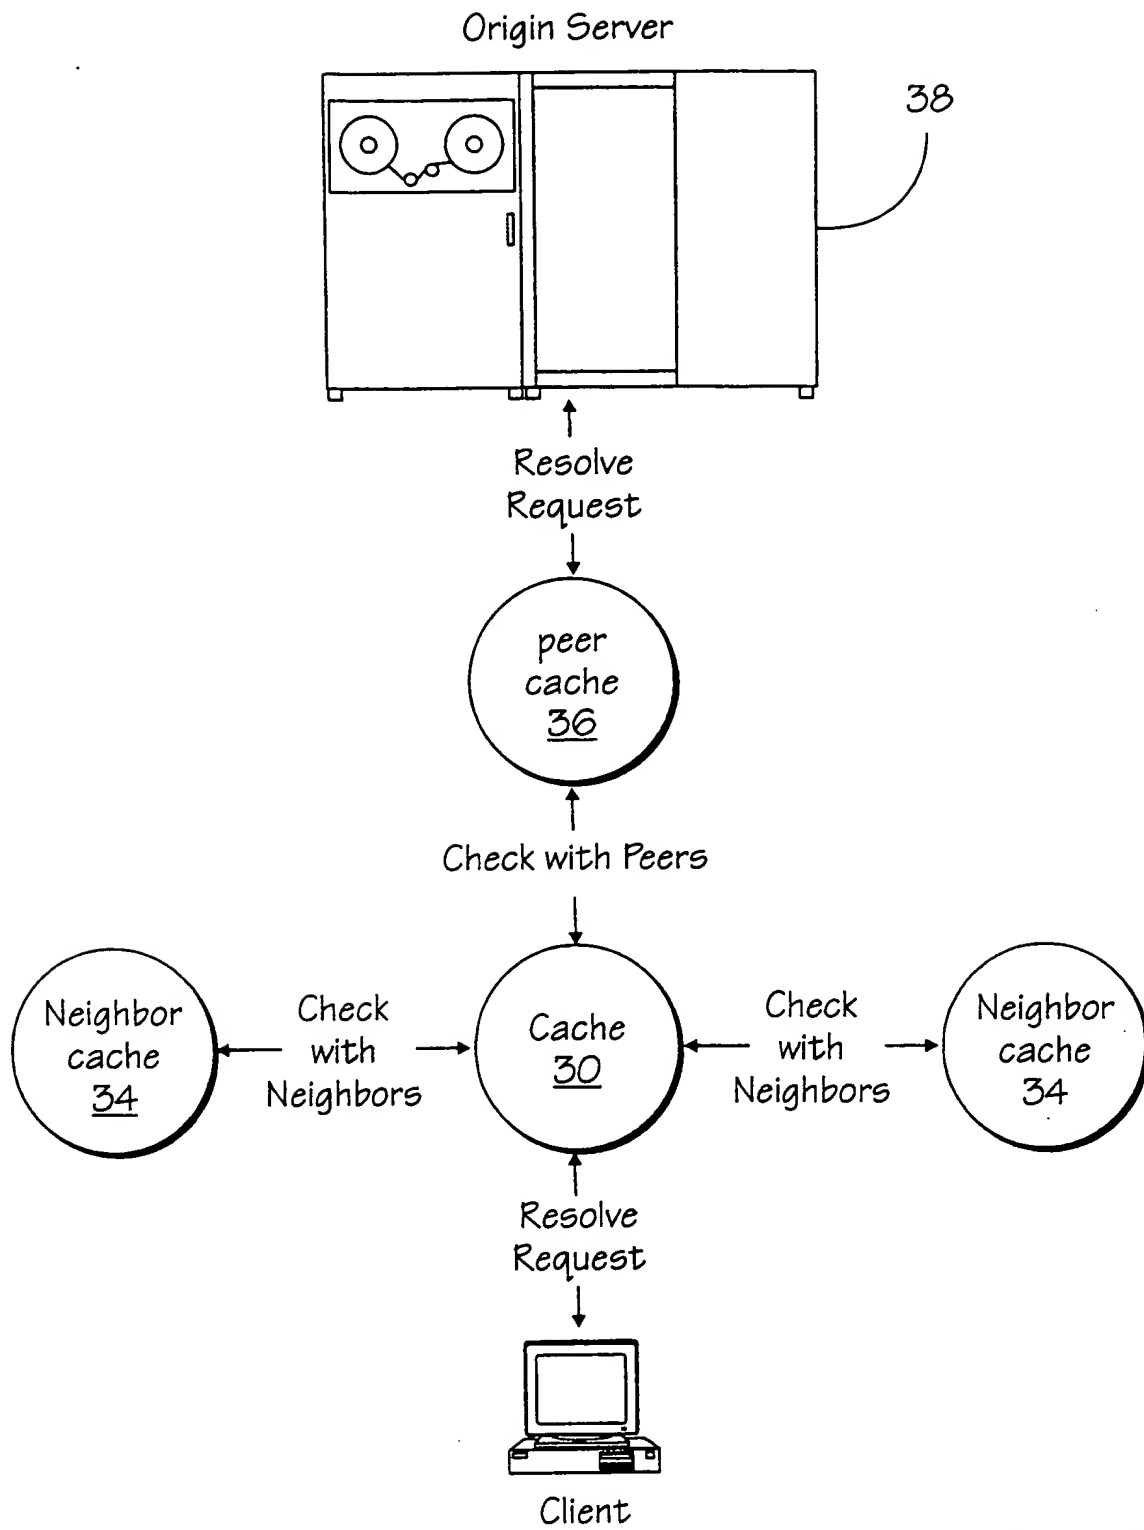 Origin Server
38
Resolve
Request
peer
cache
36
Check with Peers
Neighbor
cache
34
Check
with
Neighbors
Cache
30
Check
with
Neighbors
Neighbor
cache
34
Resolve
Request
Client